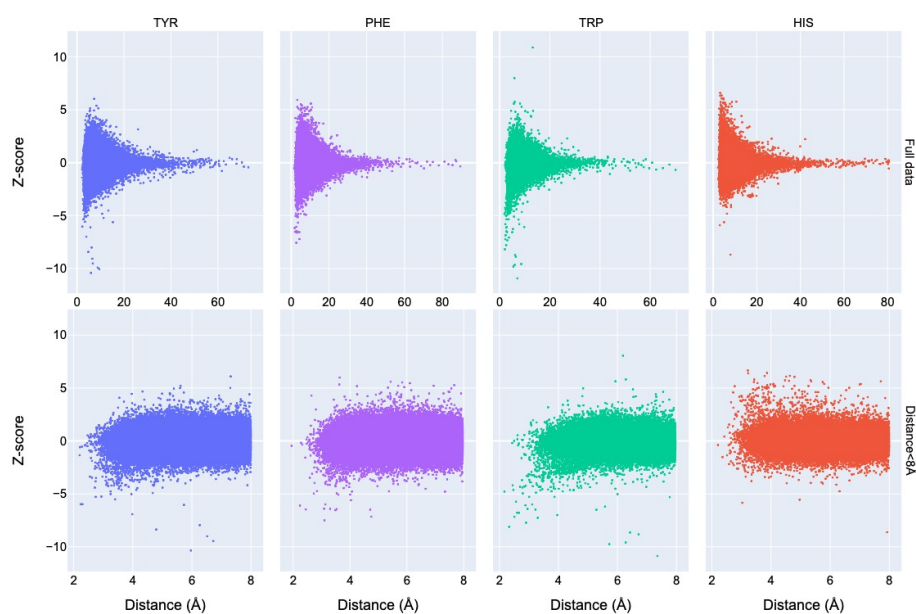 TYR PHE TRP HIS
Z-score
10
5
0
−5
−10
Full data
0 20 40 60
0 20 40 60 80
0 20 40 60
0 20 40 60 80
Z-score
10
5
0
−5
−10
Distance<8Å
2 4 6 8
2 4 6 8
2 4 6 8
2 4 6 8
Distance (Å) Distance (Å) Distance (Å) Distance (Å)